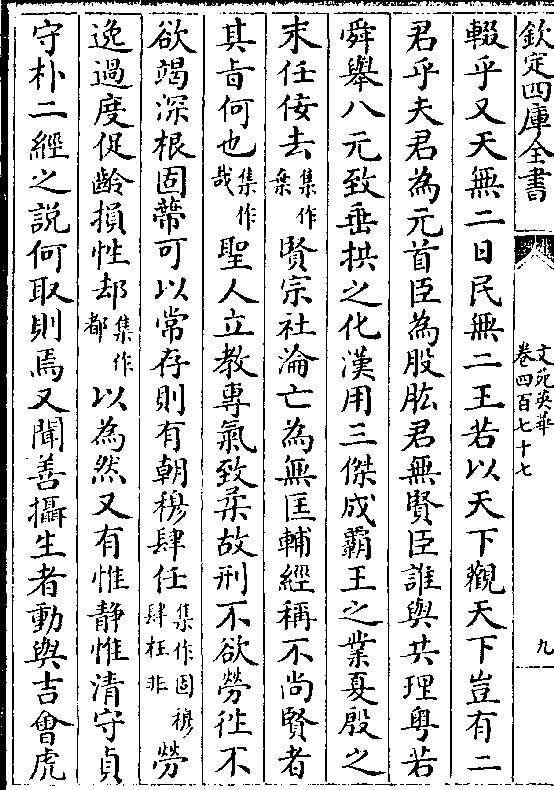 欽定四庫全書
文苑英華
卷四百七十七
九
輟乎又天無二日民無二王若以天下觀天下豈有二
君乎夫君為元首臣為股肱君無賢臣誰與共理粤若
舜舉八元致垂拱之化漢用三傑成霸王之業夏殷之
末任佞去集作棄賢宗社淪亡為無匡輔經稱不尚賢者
其旨何也集作哉聖人立教專氣致柔故刑不欲勞性不
欲竭深根固蔕可以常存則有朝穆肆任集作固穆肆枉非勞
逸過度促齡損性却集作都以為然又有惟静惟清守貞
守朴二經之説何取則焉又聞善攝生者動與吉會虎